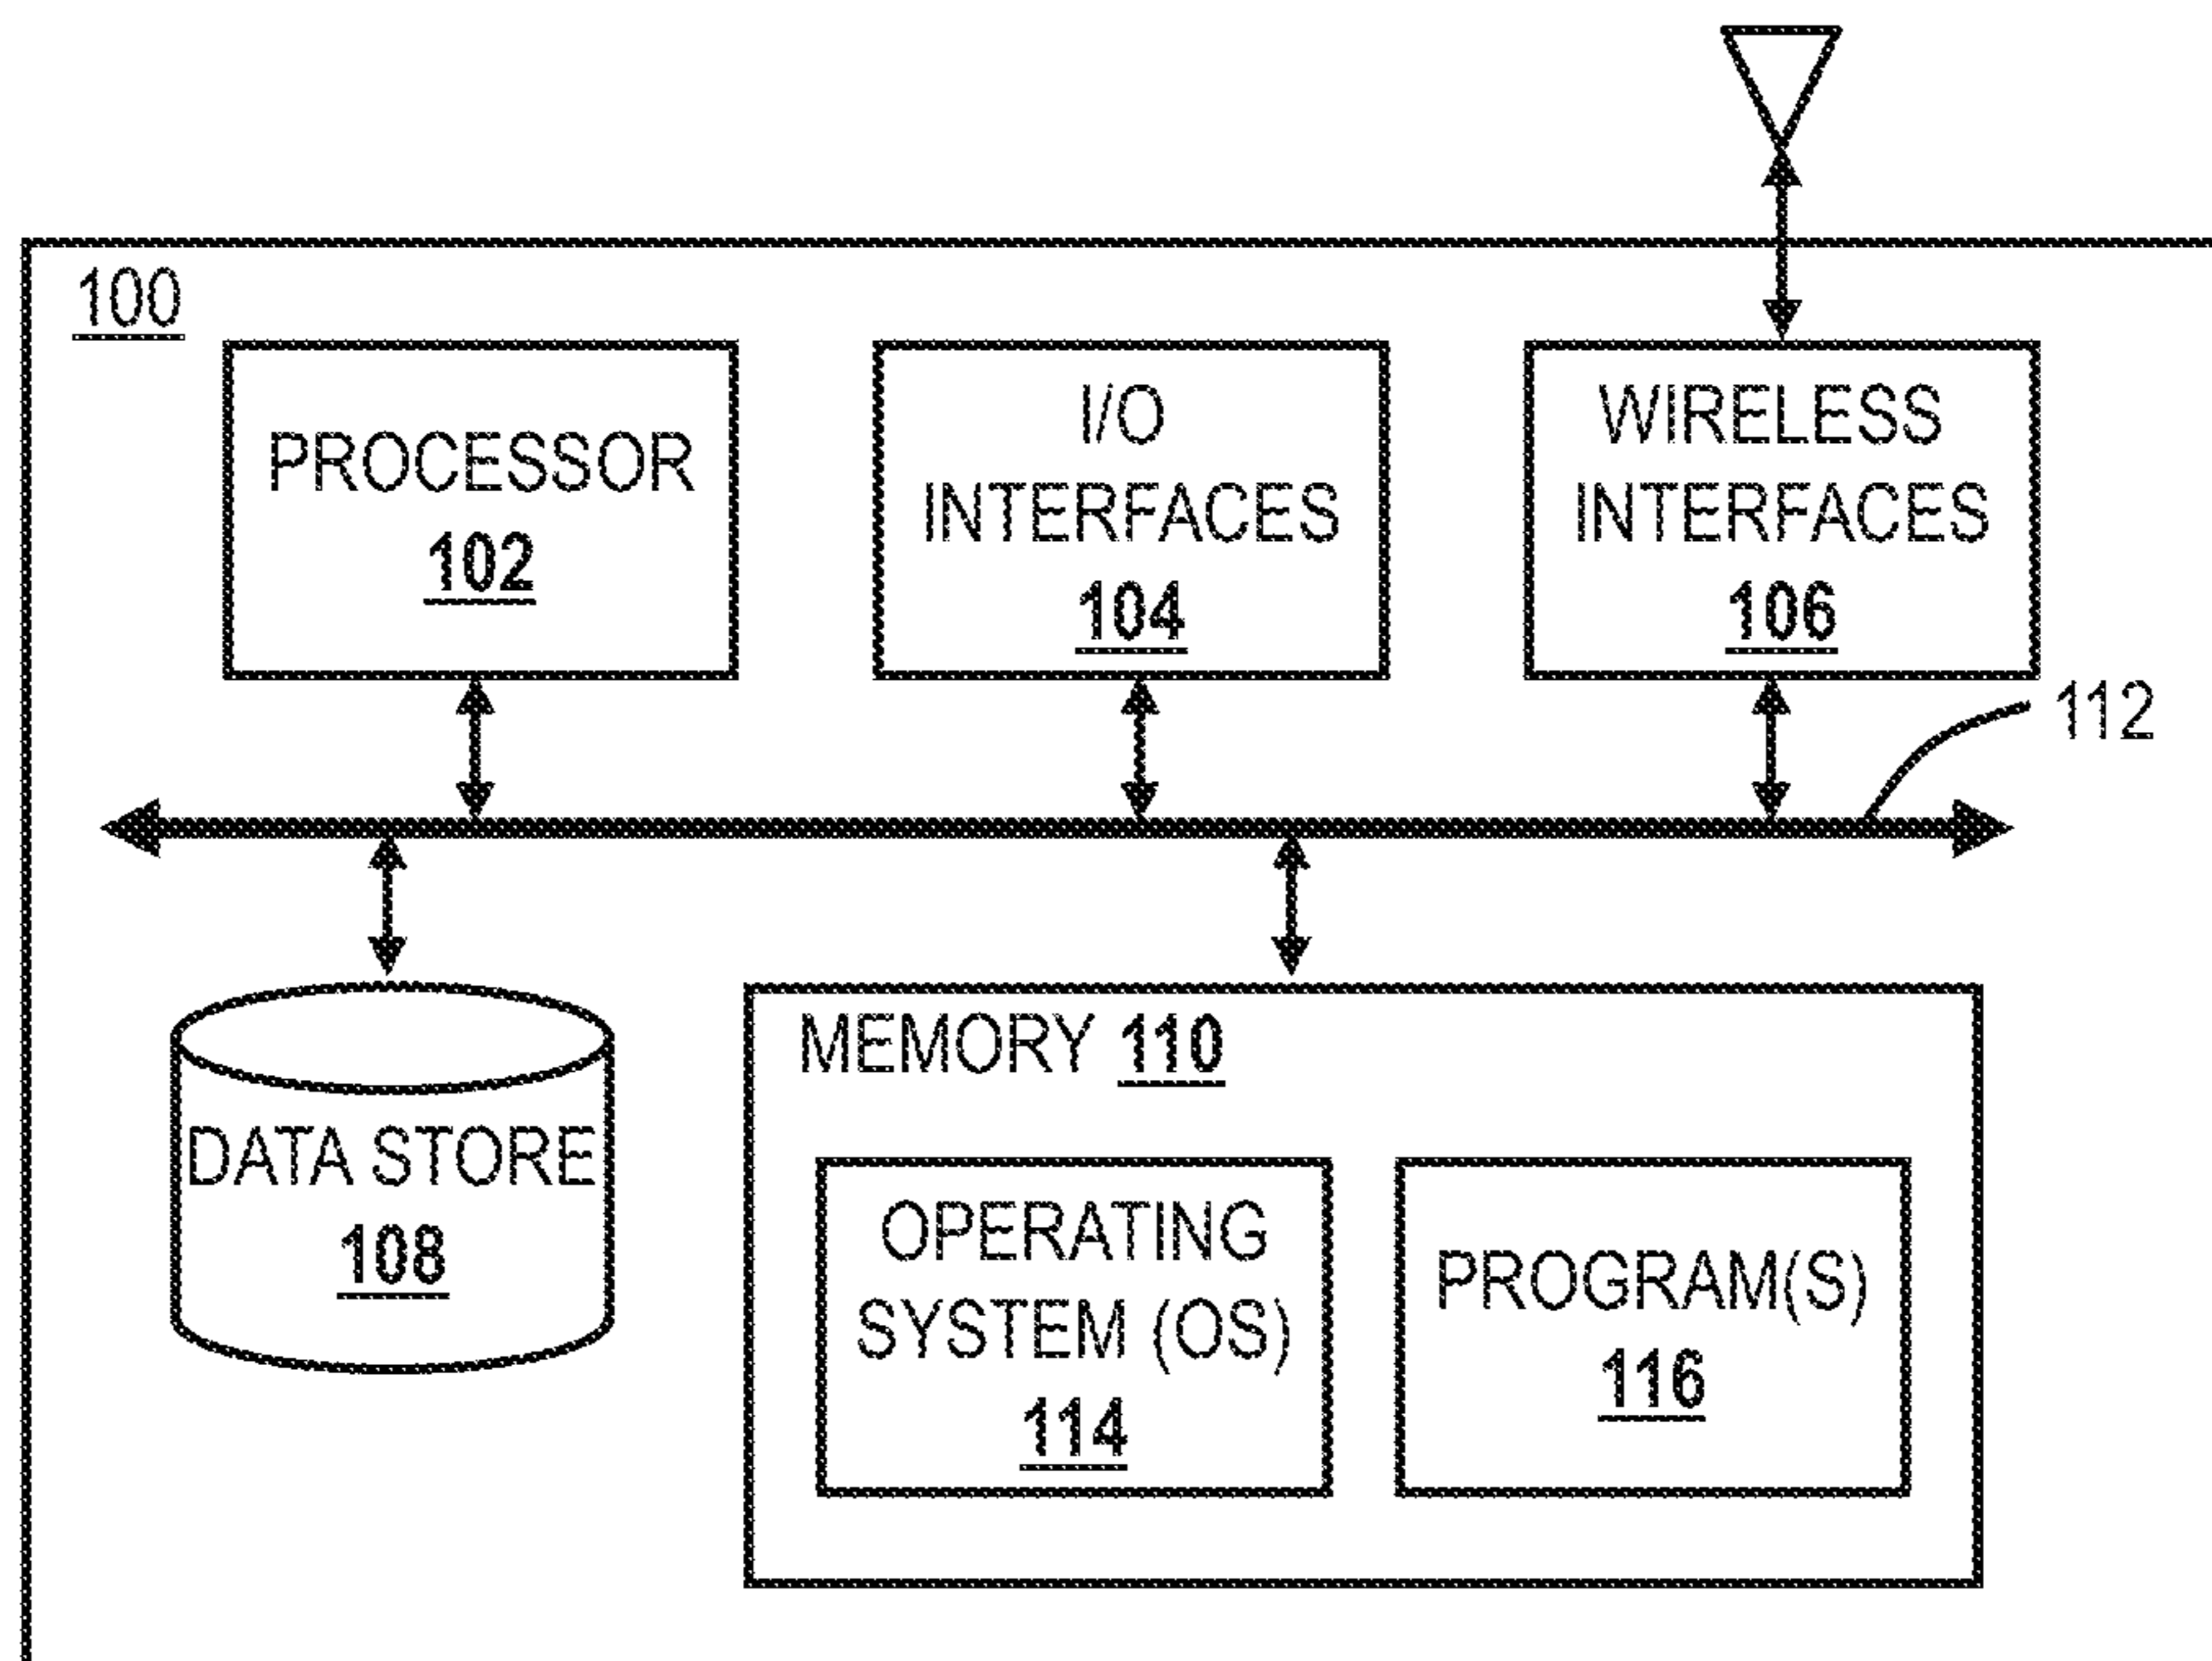 100
PROCESSOR
102
I/O
INTERFACES
104
WIRELESS
INTERFACES
106
112
DATA STORE
108
MEMORY 110
OPERATING
SYSTEM (OS)
114
PROGRAM(S)
116